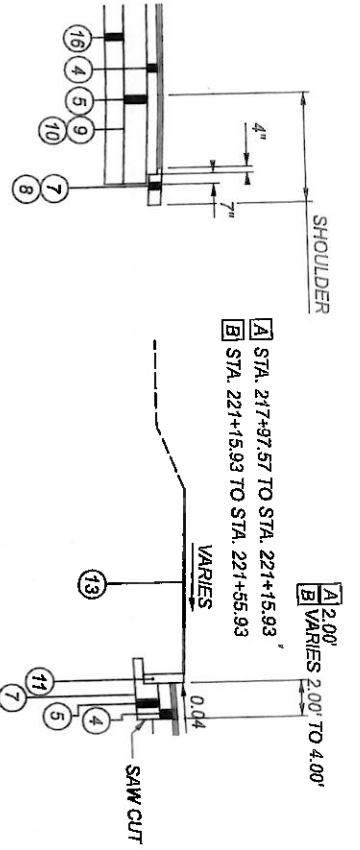 SHOULDER
4"
7"
16
4
5
9
10
7
8
A STA. 217+97.57 TO STA. 221+15.93
B STA. 221+15.93 TO STA. 221+55.93
A 2.00'
B VARIES 2.00' TO 4.00'
VARIES
0.04
13
11
7
5
4
SAW CUT